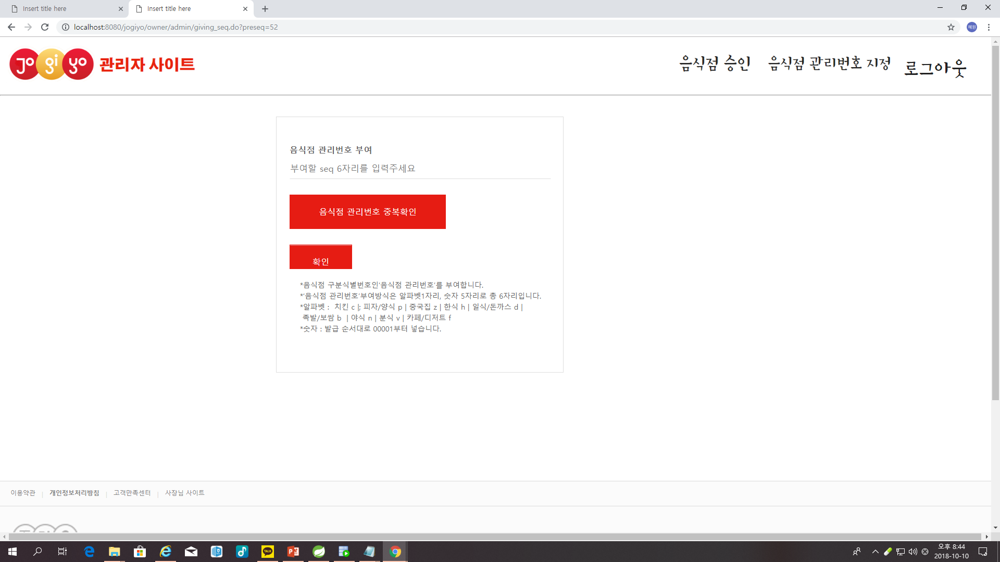 Insert title here
Insert title here
localhost:8080/jogiyo/owner/admin/giving_seq.do?preseq=52
혜원
Jo gi yo 관리자 사이트
음식점 승인 음식점 관리번호 지정 로그아웃
음식점 관리번호 부여
부여할 seq 6자리를 입력주세요
음식점 관리번호 중복확인
확인
*음식점 구분식별번호인'음식점 관리번호'를 부여합니다.
*'음식점 관리번호'부여방식은 알파벳1자리, 숫자 5자리로 총 6자리입니다.
*알파벳 : 치킨 c |; 피자/양식 p | 중국집 z | 한식 h | 일식/돈까스 d |
족발/보쌈 b | 야식 n | 분식 v | 카페/디저트 f
*숫자 : 발급 순서대로 00001부터 넣습니다.
이용약관 | 개인정보처리방침 | 고객만족센터 | 사장님 사이트
TALK
오후 8:44
2018-10-10